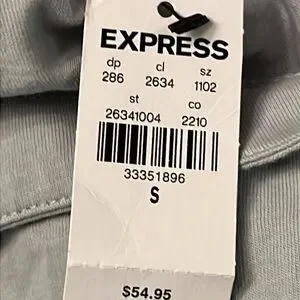 EXPRESS
dp cl sz
286 2634 1102
st co
26341004 2210
33351896
S
$54.95